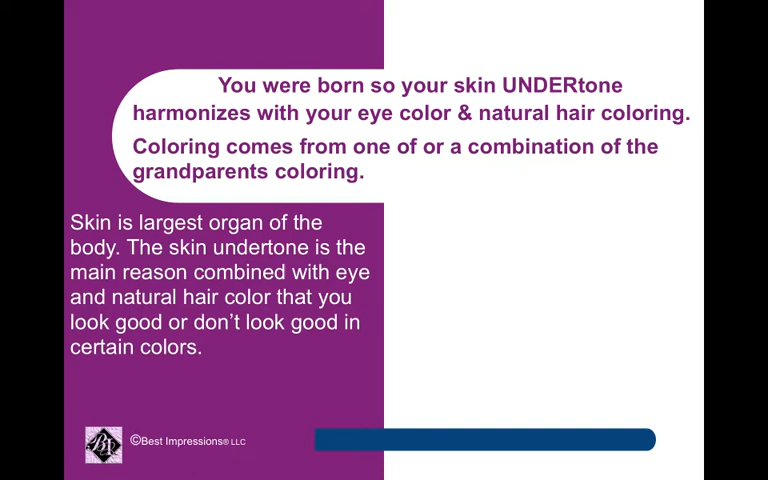 You were born so your skin UNDERtone
harmonizes with your eye color & natural hair coloring.
Coloring comes from one of or a combination of the
grandparents coloring.
Skin is largest organ of the
body. The skin undertone is the
main reason combined with eye
and natural hair color that you
look good or don’t look good in
certain colors.
©Best Impressions® LLC